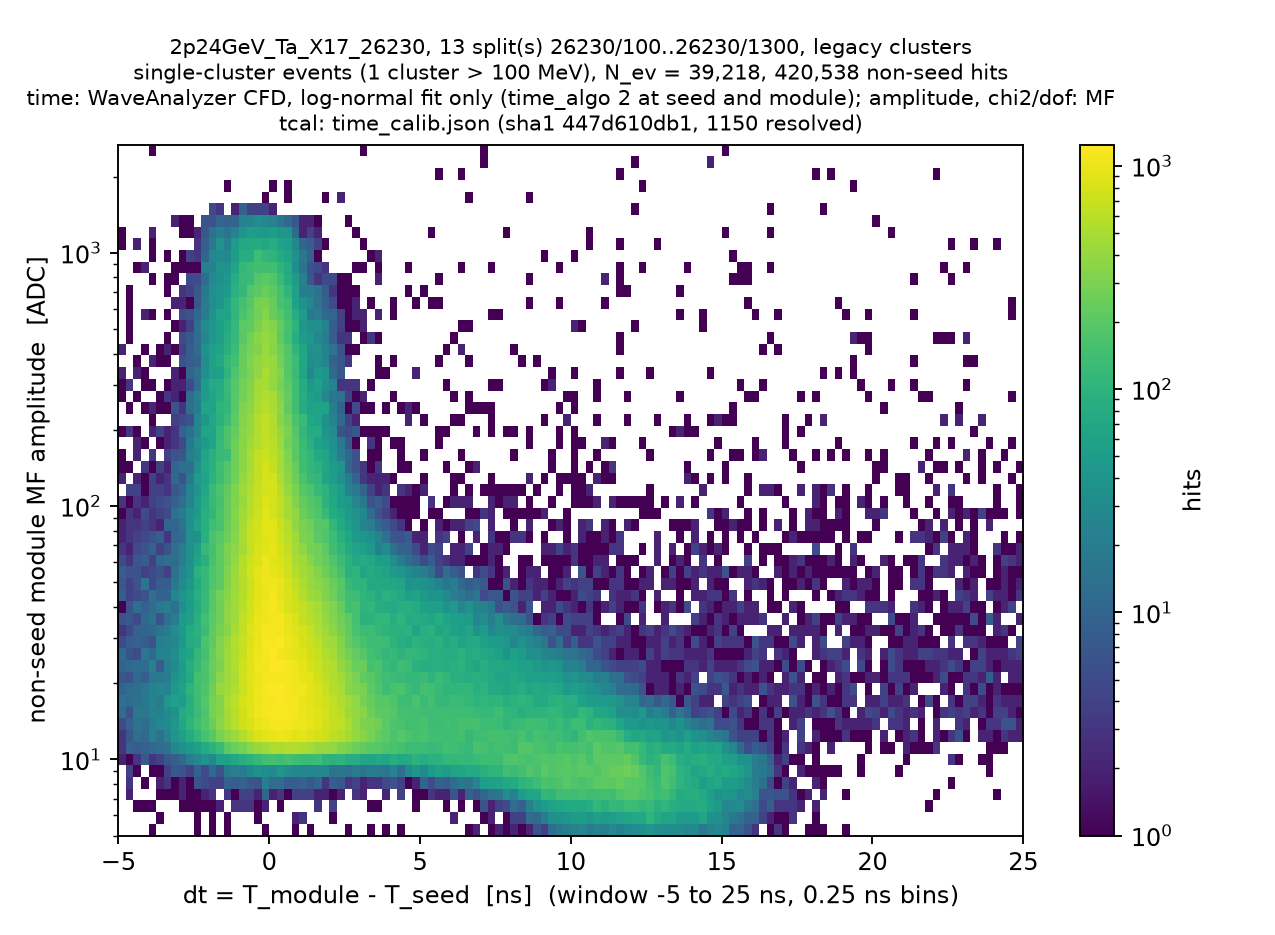 2p24GeV_Ta_X17_26230, 13 split(s) 26230/100..26230/1300, legacy clusters
single-cluster events (1 cluster > 100 MeV), N_ev = 39,218, 420,538 non-seed hits
time: WaveAnalyzer CFD, log-normal fit only (time_algo 2 at seed and module); amplitude, chi2/dof: MF
tcal: time_calib.json (sha1 447d610db1, 1150 resolved)
non-seed module MF amplitude [ADC]
10³
10²
10¹
−5 0 5 10 15 20 25
dt = T_module - T_seed [ns] (window -5 to 25 ns, 0.25 ns bins)
10³
10²
10¹
10⁰
hits